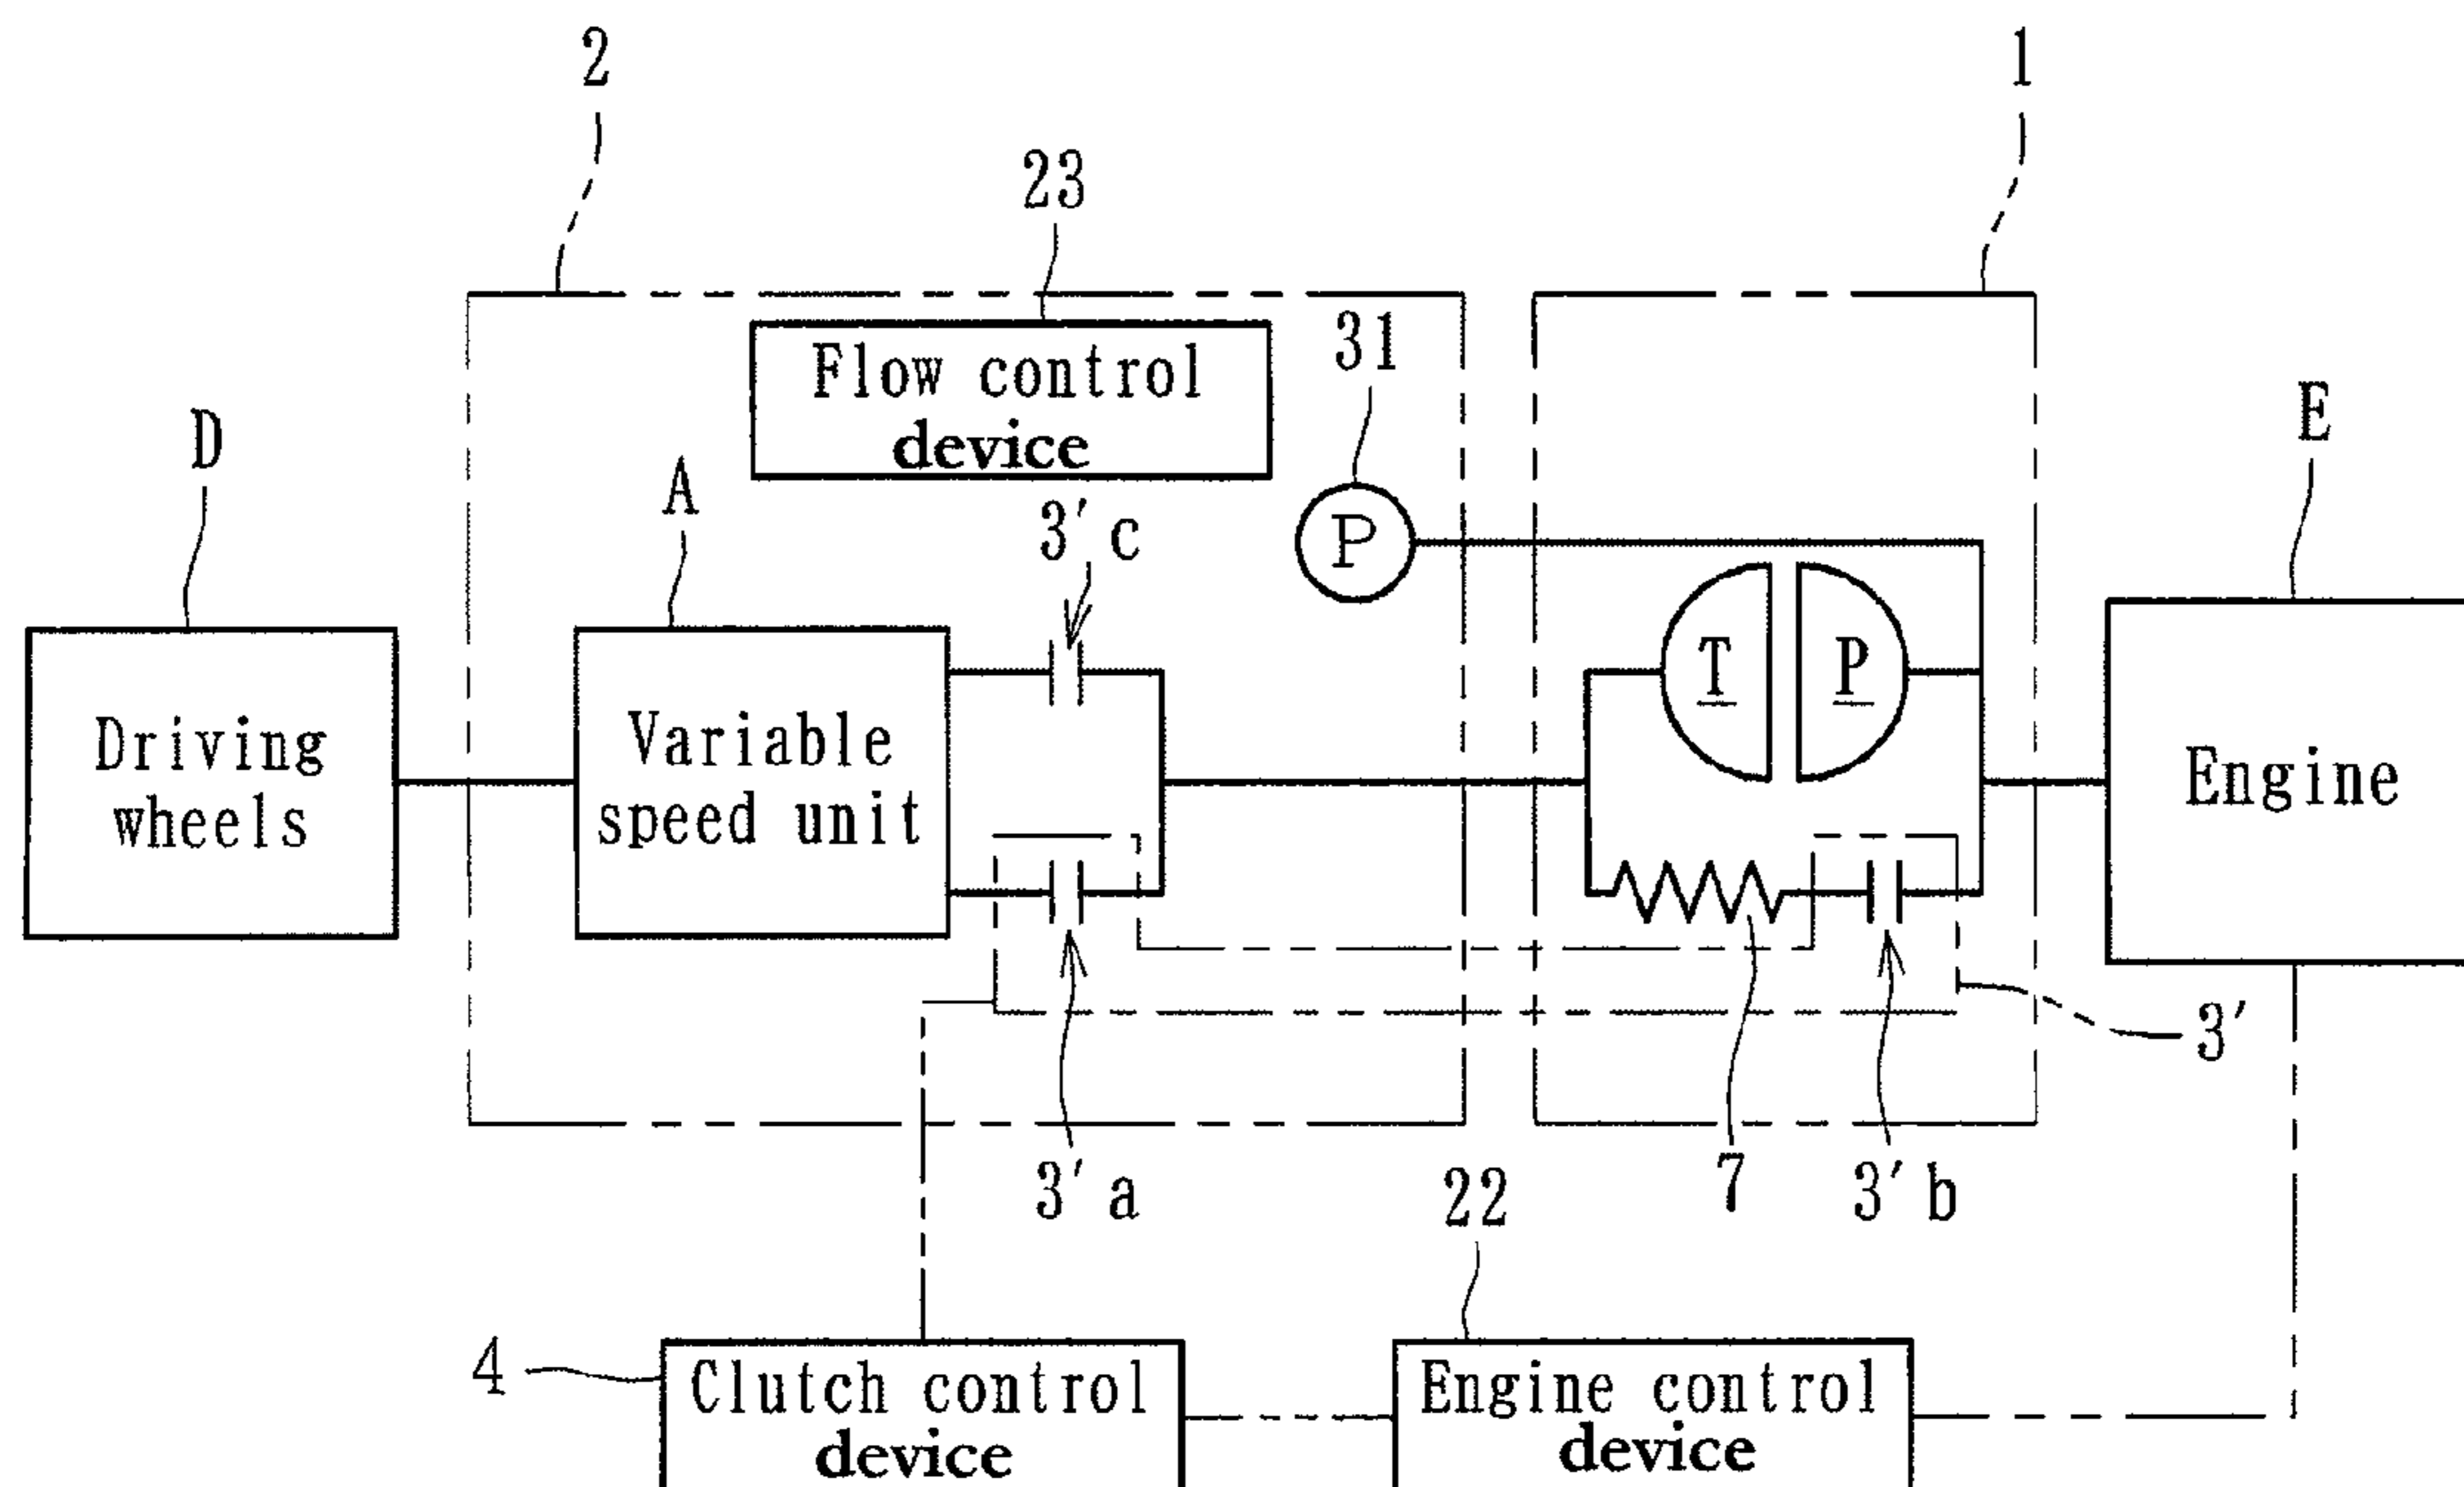 2
1
23
Flow control
device
31
D
A
E
3'c
P
T
P
Driving
wheels
Variable
speed unit
Engine
3'
3'a
7
3'b
22
4
Clutch control
device
Engine control
device